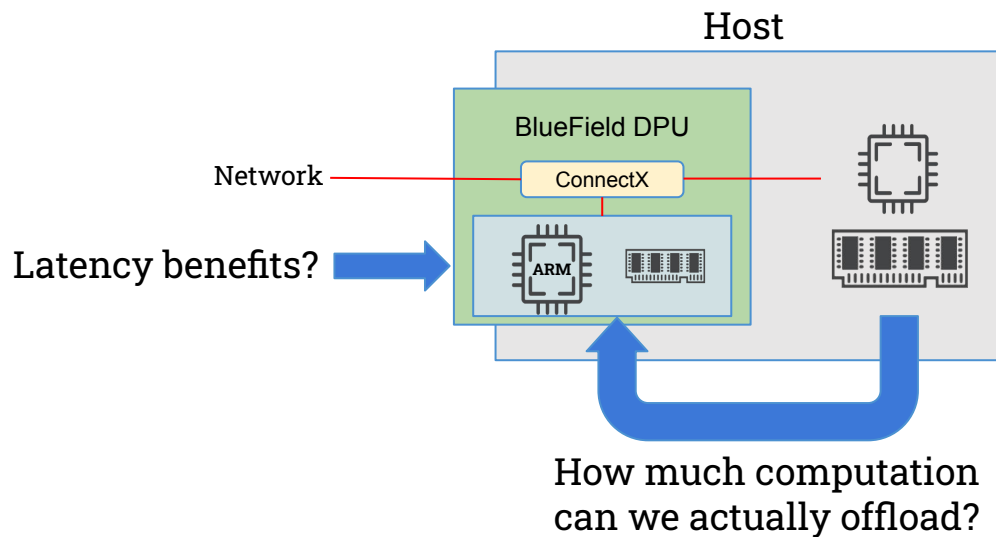 Host
BlueField DPU
Network
ConnectX
Latency benefits?
ARM
How much computation
can we actually offload?